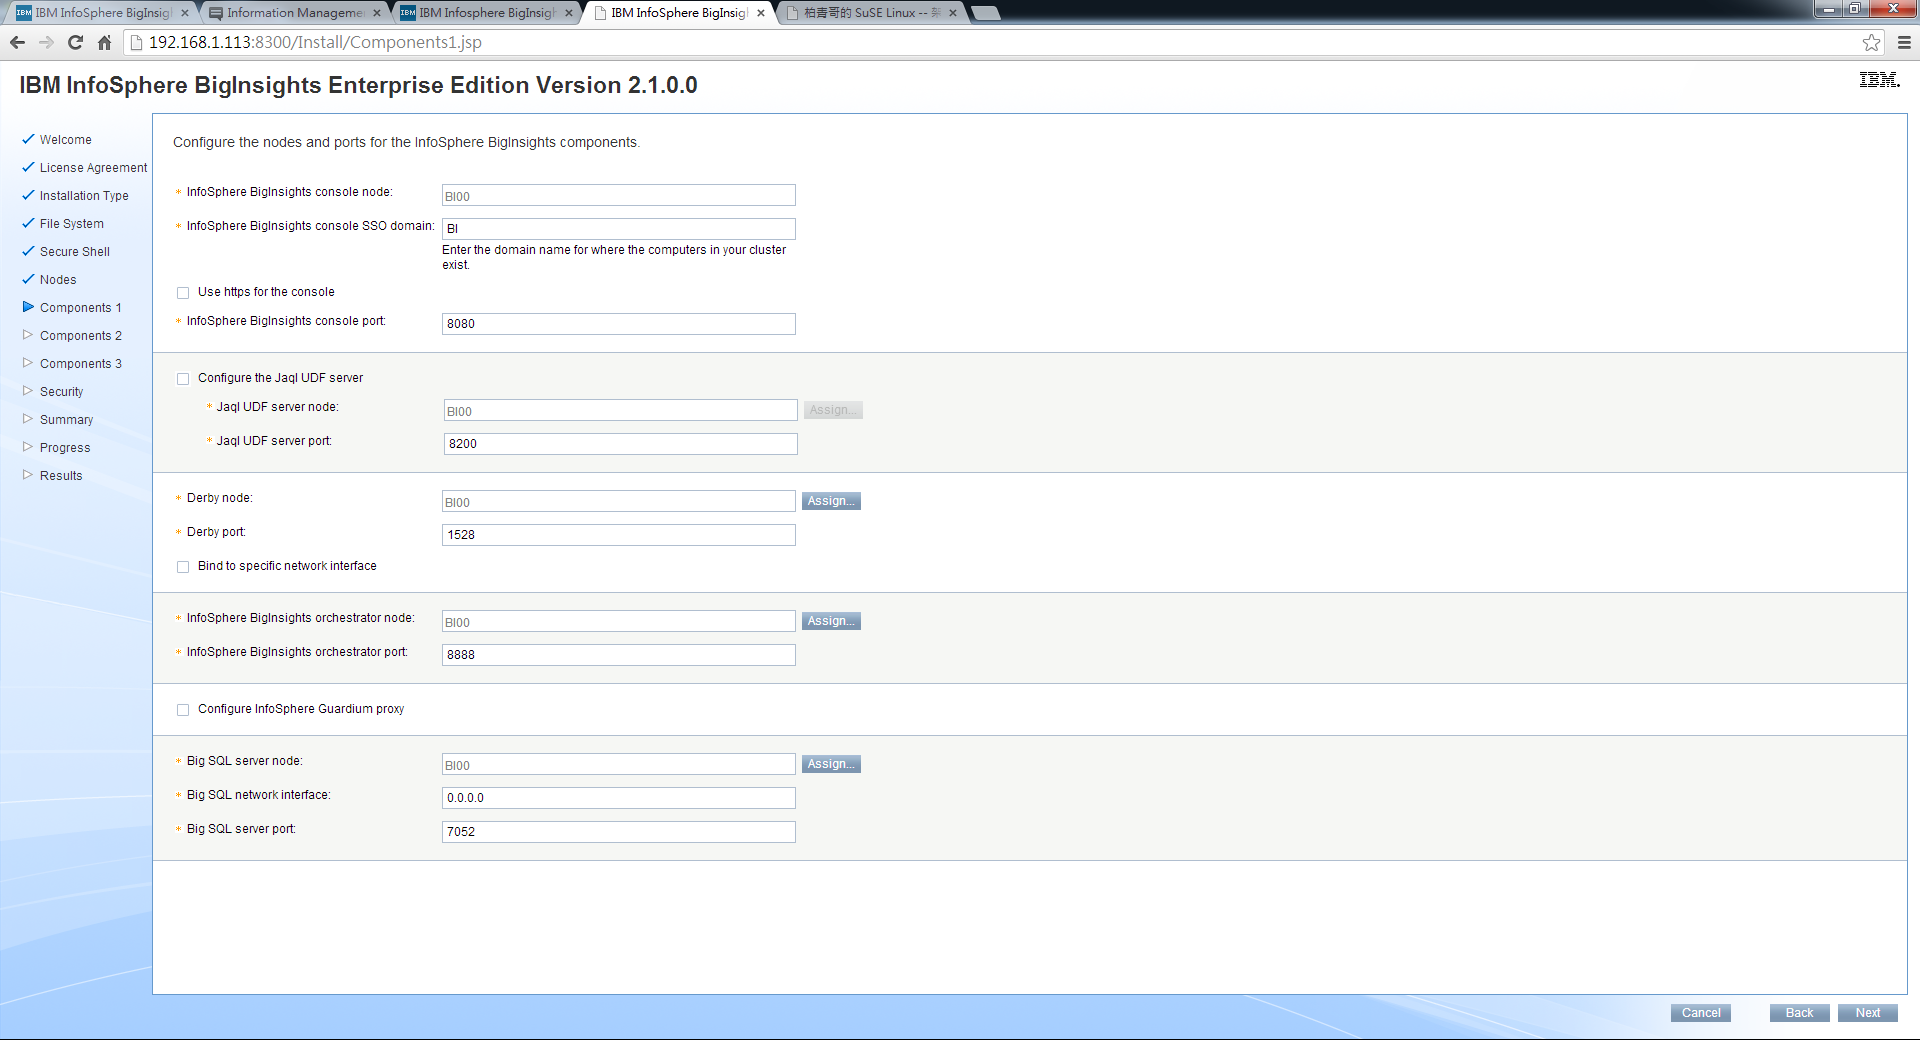 IBM InfoSphere BigInsigh
Information Manageme
IBM Infosphere BigInsigh
IBM InfoSphere BigInsigh
柏青哥的 SuSE Linux -- 架
192.168.1.113:8300/Install/Components1.jsp
IBM InfoSphere BigInsights Enterprise Edition Version 2.1.0.0
IBM.
Welcome
License Agreement
Installation Type
File System
Secure Shell
Nodes
Components 1
Components 2
Components 3
Security
Summary
Progress
Results
Configure the nodes and ports for the InfoSphere BigInsights components.
* InfoSphere BigInsights console node: BI00
* InfoSphere BigInsights console SSO domain: BI
Enter the domain name for where the computers in your cluster
exist.
Use https for the console
* InfoSphere BigInsights console port: 8080
Configure the Jaql UDF server
* Jaql UDF server node: BI00 Assign...
* Jaql UDF server port: 8200
* Derby node: BI00 Assign...
* Derby port: 1528
Bind to specific network interface
* InfoSphere BigInsights orchestrator node: BI00 Assign...
* InfoSphere BigInsights orchestrator port: 8888
Configure InfoSphere Guardium proxy
* Big SQL server node: BI00 Assign...
* Big SQL network interface: 0.0.0.0
* Big SQL server port: 7052
Cancel Back Next